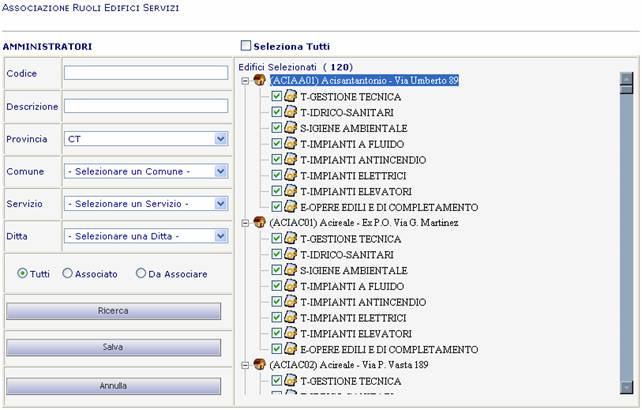 Associazione Ruoli Edifici Servizi
AMMINISTRATORI
Seleziona Tutti
Codice
Descrizione
Provincia CT
Comune - Selezionare un Comune -
Servizio - Selezionare un Servizio -
Ditta - Selezionare una Ditta -
Tutti Associato Da Associare
Ricerca
Salva
Annulla
Edifici Selezionati ( 120)
(ACIAA01) Acisantantonio - Via Umberto 89
T-GESTIONE TECNICA
T-IDRICO-SANITARI
S-IGIENE AMBIENTALE
T-IMPIANTI A FLUIDO
T-IMPIANTI ANTINCENDIO
T-IMPIANTI ELETTRICI
T-IMPIANTI ELEVATORI
E-OPERE EDILI E DI COMPLETAMENTO
(ACIAC01) Acireale - Ex P.O. Via G. Martinez
T-GESTIONE TECNICA
T-IDRICO-SANITARI
S-IGIENE AMBIENTALE
T-IMPIANTI A FLUIDO
T-IMPIANTI ANTINCENDIO
T-IMPIANTI ELETTRICI
T-IMPIANTI ELEVATORI
E-OPERE EDILI E DI COMPLETAMENTO
(ACIAC02) Acireale - Via P. Vasta 189
T-GESTIONE TECNICA